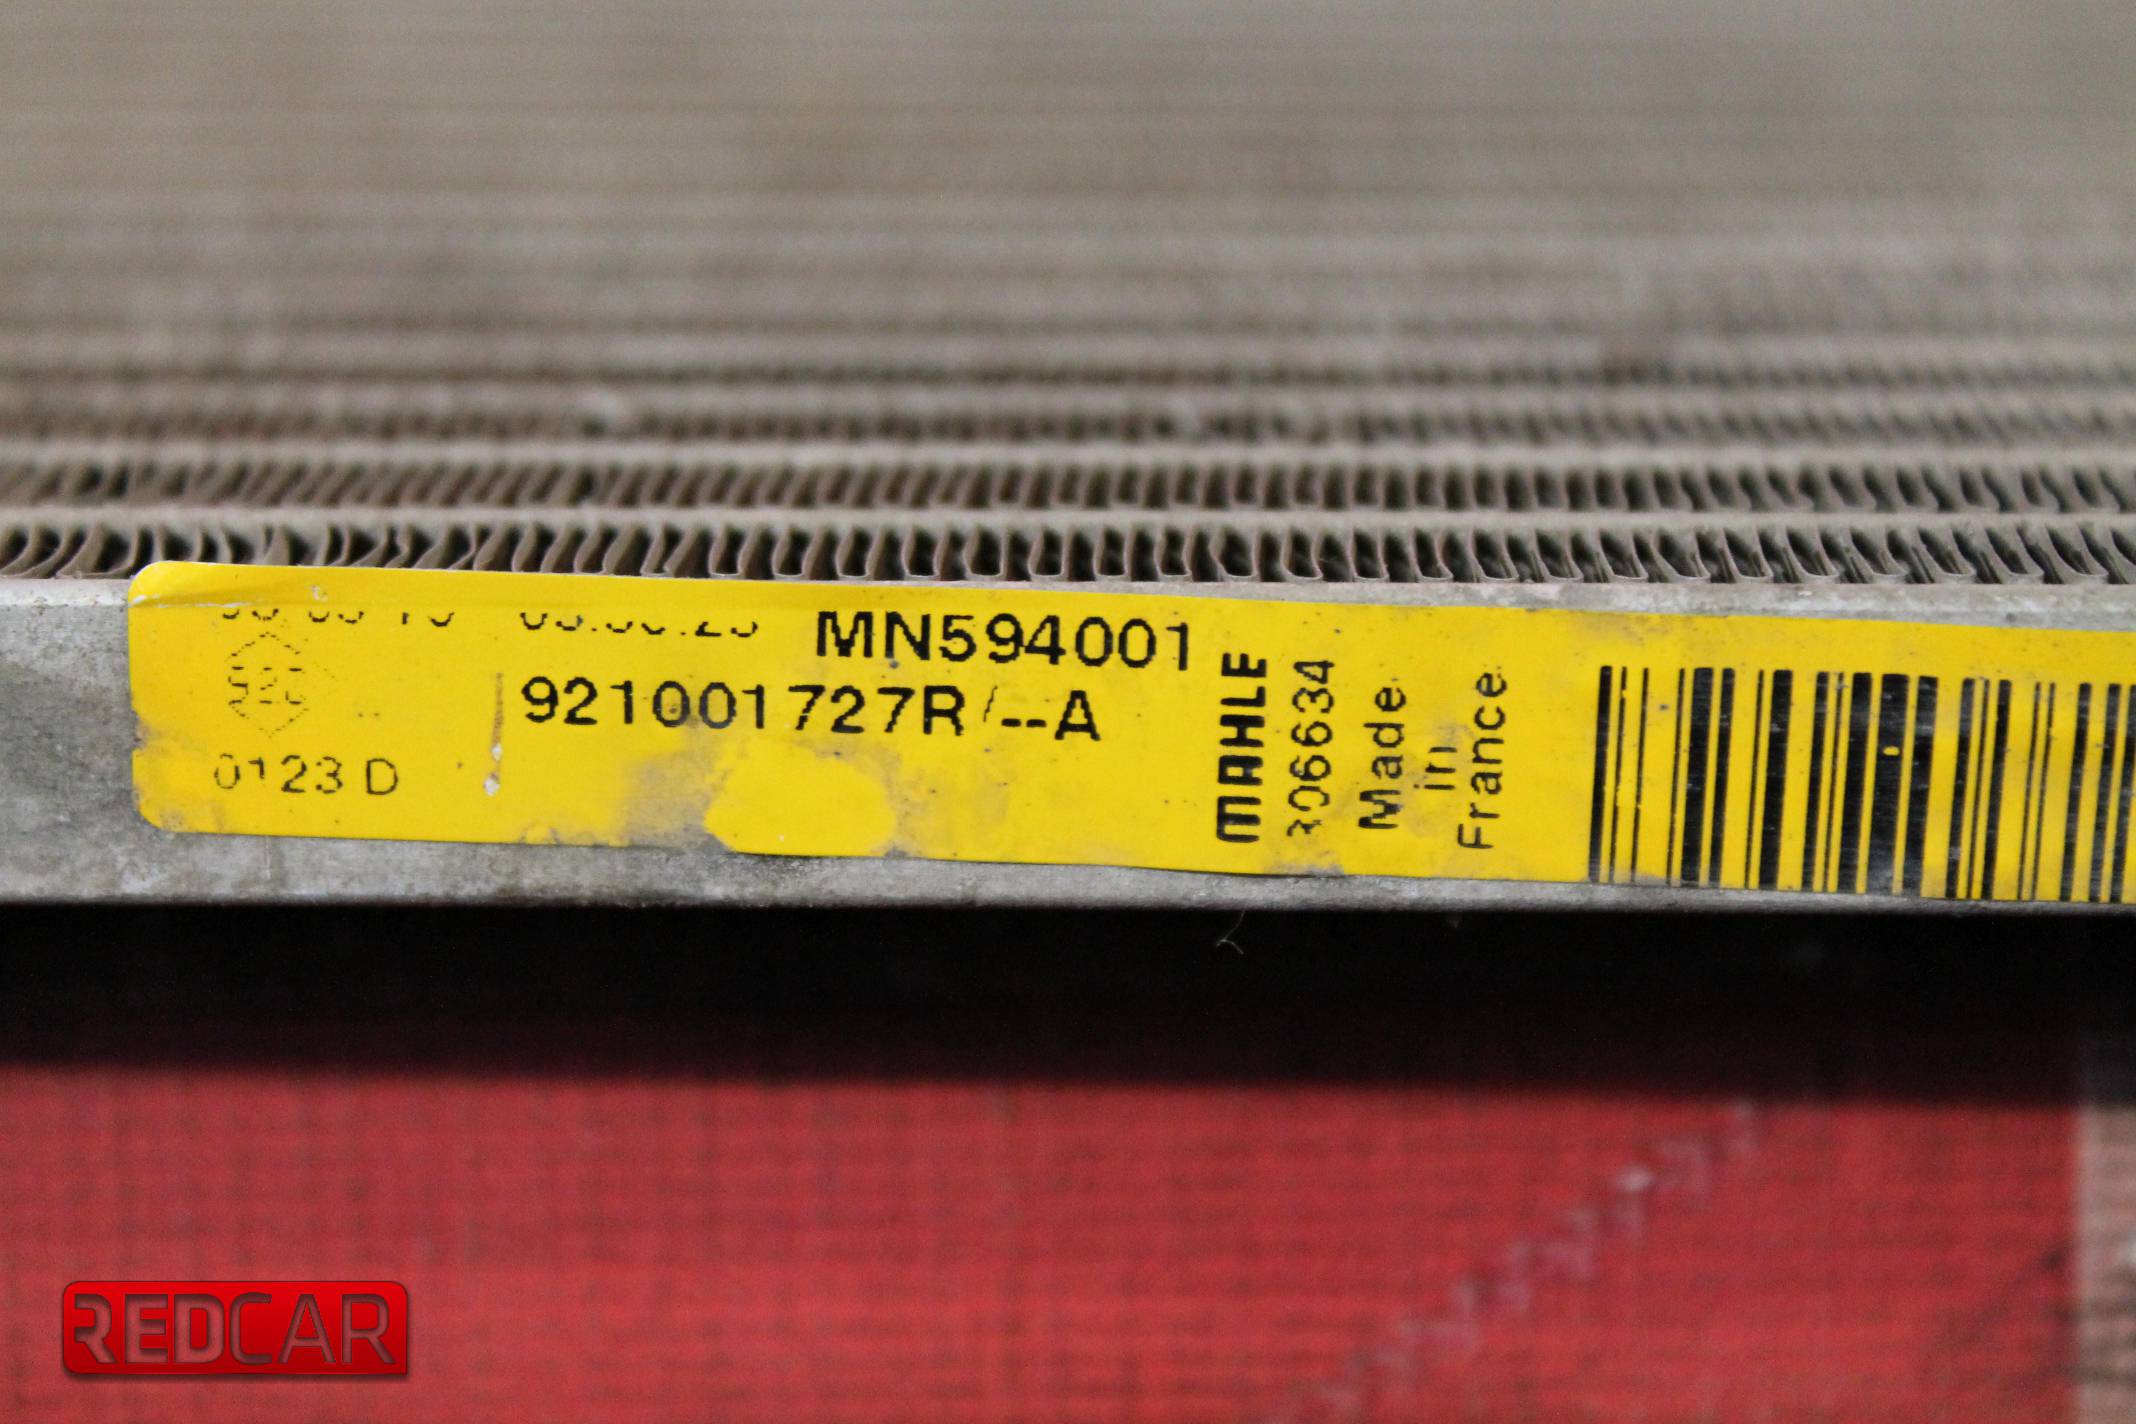 MN594001
921001727R/--A
0123 D
MAHLE
306634
Made
in
France
REDCAR